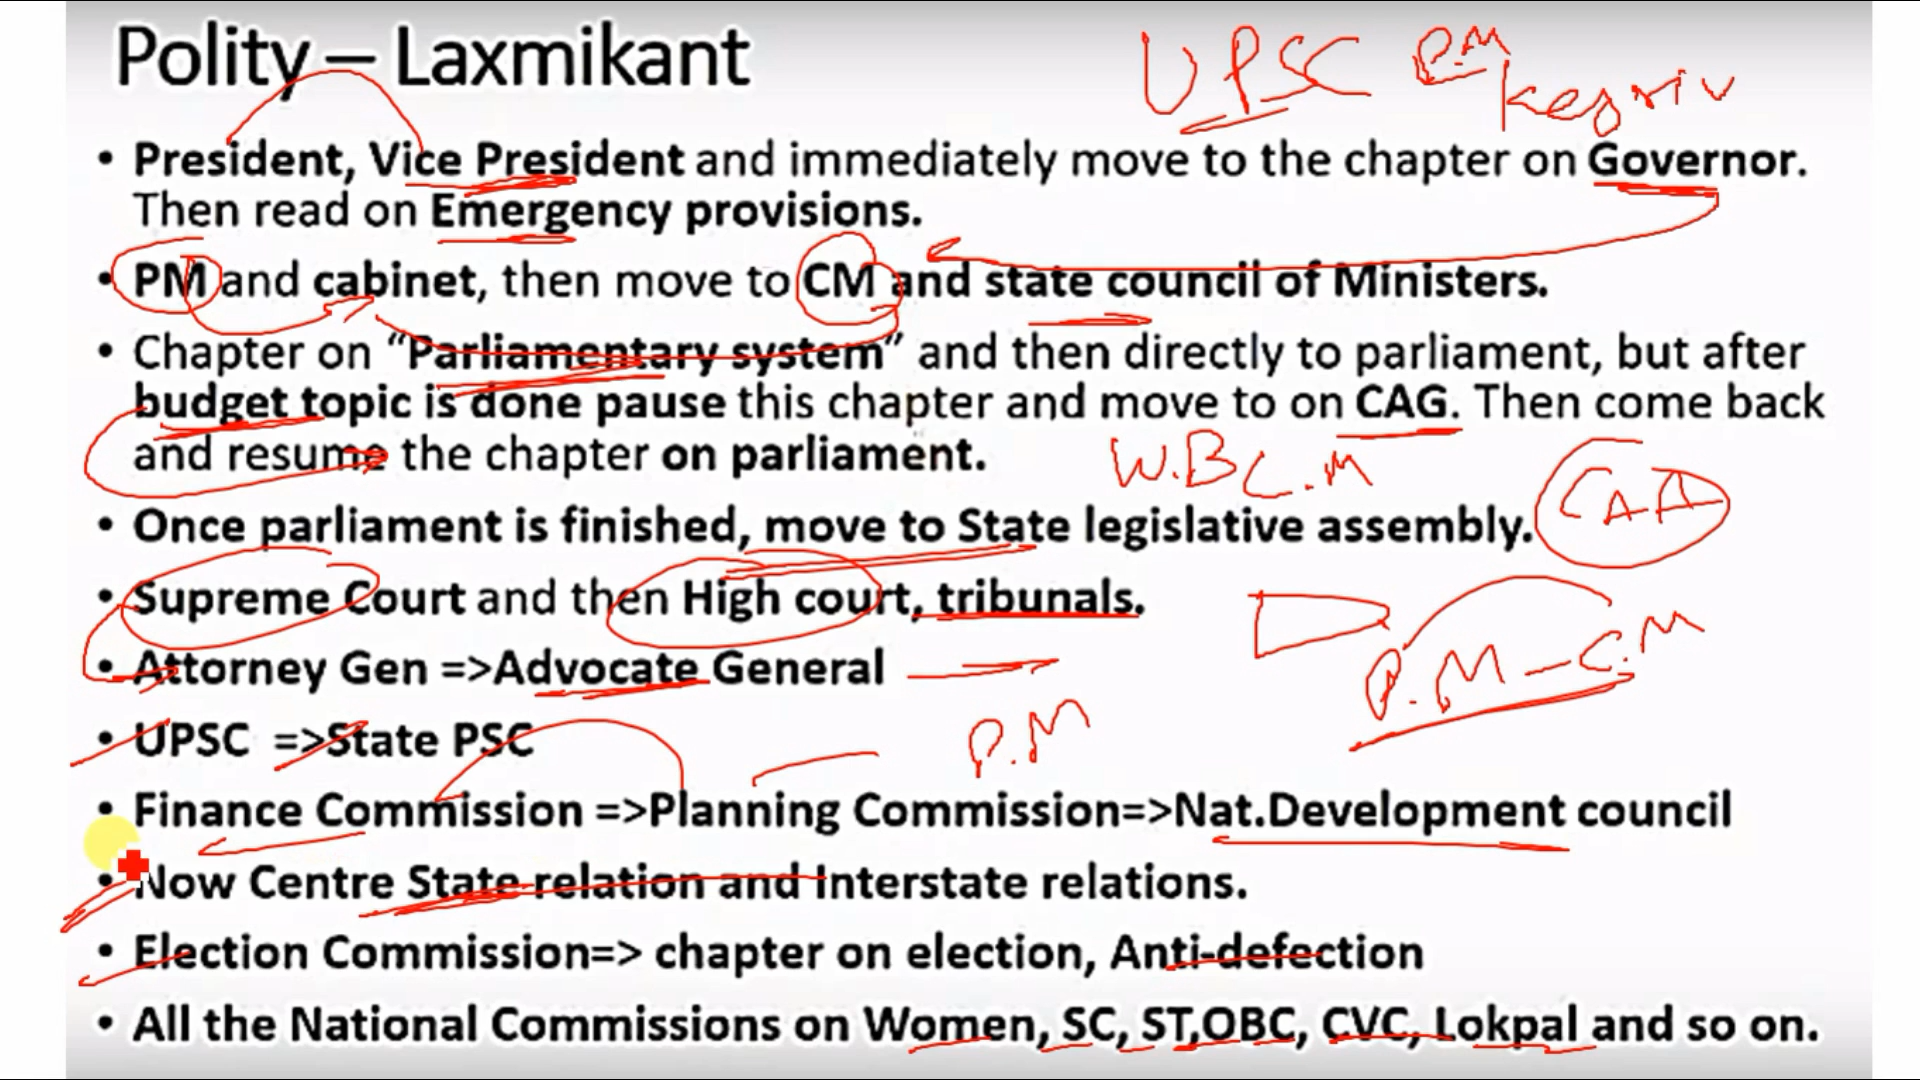 Polity – Laxmikant
UPSC P.M
Kegriv
• President, Vice President and immediately move to the chapter on Governor.
Then read on Emergency provisions.
• PM and cabinet, then move to CM and state council of Ministers.
• Chapter on “Parliamentary system” and then directly to parliament, but after
budget topic is done pause this chapter and move to on CAG. Then come back
and resume the chapter on parliament.
W.B C.M
CAA
• Once parliament is finished, move to State legislative assembly.
• Supreme Court and then High court, tribunals.
P.M-C.M
• Attorney Gen =>Advocate General
• UPSC =>State PSC
P.M
• Finance Commission =>Planning Commission=>Nat.Development council
• Now Centre State relation and Interstate relations.
• Election Commission=> chapter on election, Anti-defection
• All the National Commissions on Women, SC, ST,OBC, CVC, Lokpal and so on.